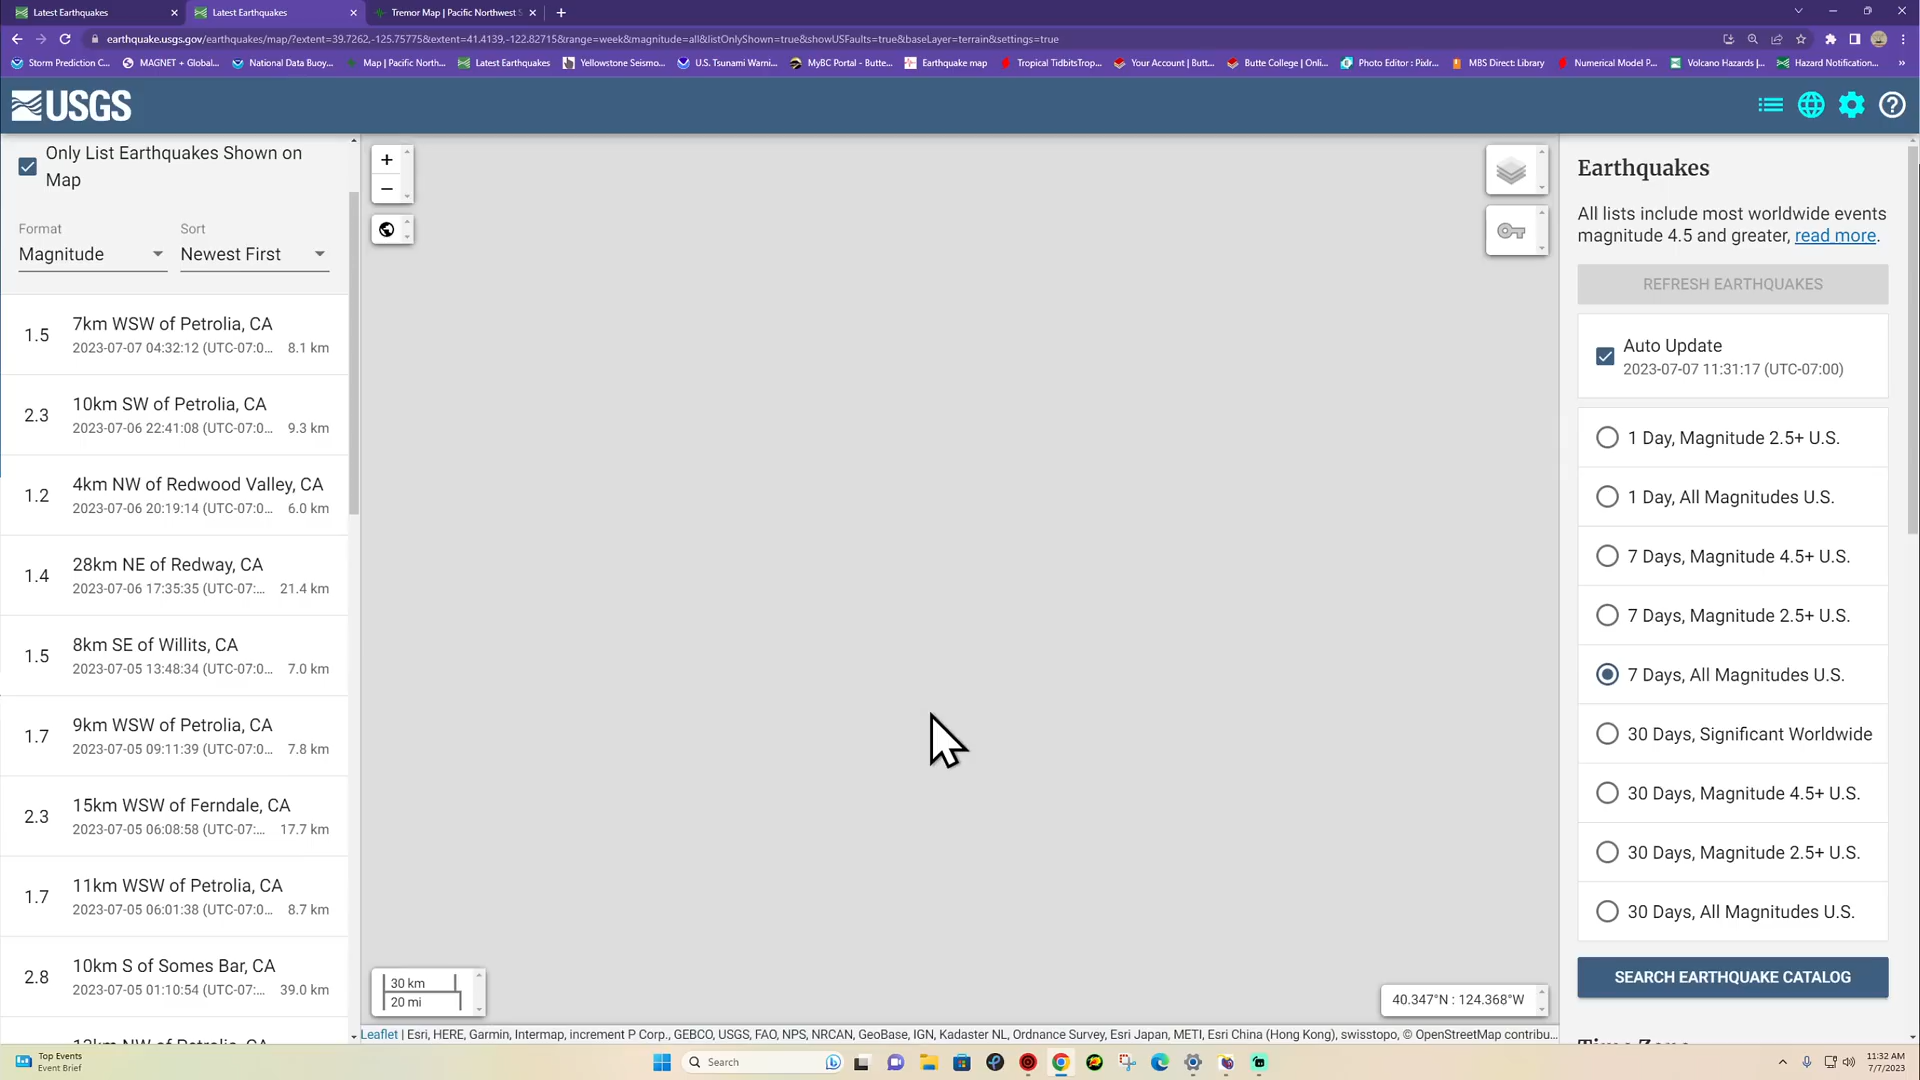 Latest Earthquakes
Latest Earthquakes
Tremor Map | Pacific Northwest S
earthquake.usgs.gov/earthquakes/map/?extent=39.7262,-125.75775&extent=41.4139,-122.82715&range=week&magnitude=all&listOnlyShown=true&showUSFaults=true&baseLayer=terrain&settings=true
Storm Prediction C...
MAGNET + Global...
National Data Buoy...
Map | Pacific North...
Latest Earthquakes
Yellowstone Seismo...
U.S. Tsunami Warni...
MyBC Portal - Butte...
Earthquake map
Tropical TidbitsTrop...
Your Account | Butt...
Butte College | Onli...
Photo Editor : Pixlr...
MBS Direct Library
Numerical Model P...
Volcano Hazards |...
Hazard Notification...
USGS
Only List Earthquakes Shown on
Map
Format
Magnitude
Sort
Newest First
1.5
7km WSW of Petrolia, CA
2023-07-07 04:32:12 (UTC-07:0...
8.1 km
2.3
10km SW of Petrolia, CA
2023-07-06 22:41:08 (UTC-07:0...
9.3 km
1.2
4km NW of Redwood Valley, CA
2023-07-06 20:19:14 (UTC-07:0...
6.0 km
1.4
28km NE of Redway, CA
2023-07-06 17:35:35 (UTC-07:...
21.4 km
1.5
8km SE of Willits, CA
2023-07-05 13:48:34 (UTC-07:0...
7.0 km
1.7
9km WSW of Petrolia, CA
2023-07-05 09:11:39 (UTC-07:0...
7.8 km
2.3
15km WSW of Ferndale, CA
2023-07-05 06:08:58 (UTC-07:...
17.7 km
1.7
11km WSW of Petrolia, CA
2023-07-05 06:01:38 (UTC-07:0...
8.7 km
2.8
10km S of Somes Bar, CA
2023-07-05 01:10:54 (UTC-07:...
39.0 km
+
−
30 km
20 mi
40.347°N : 124.368°W
Leaflet | Esri, HERE, Garmin, Intermap, increment P Corp., GEBCO, USGS, FAO, NPS, NRCAN, GeoBase, IGN, Kadaster NL, Ordnance Survey, Esri Japan, METI, Esri China (Hong Kong), swisstopo, © OpenStreetMap contribu...
Earthquakes
All lists include most worldwide events
magnitude 4.5 and greater, read more.
REFRESH EARTHQUAKES
Auto Update
2023-07-07 11:31:17 (UTC-07:00)
1 Day, Magnitude 2.5+ U.S.
1 Day, All Magnitudes U.S.
7 Days, Magnitude 4.5+ U.S.
7 Days, Magnitude 2.5+ U.S.
7 Days, All Magnitudes U.S.
30 Days, Significant Worldwide
30 Days, Magnitude 4.5+ U.S.
30 Days, Magnitude 2.5+ U.S.
30 Days, All Magnitudes U.S.
SEARCH EARTHQUAKE CATALOG
Top Events
Event Brief
Search
11:32 AM
7/7/2023